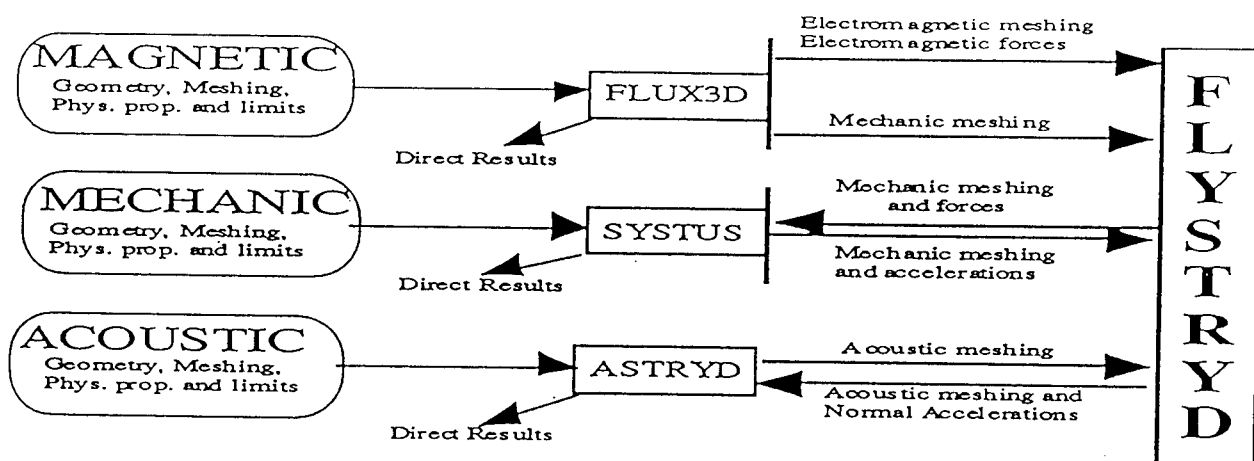 MAGNETIC
Geometry, Meshing,
Phys. prop. and limits
FLUX3D
Direct Results
Electromagnetic meshing
Electromagnetic forces
Mechanic meshing
MECHANIC
Geometry, Meshing,
Phys. prop. and limits
SYSTUS
Direct Results
Mechanic meshing
and forces
Mechanic meshing
and accelerations
ACOUSTIC
Geometry, Meshing,
Phys. prop. and limits
ASTRYD
Direct Results
Acoustic meshing
Acoustic meshing and
Normal Accelerations
FLYSTRYD